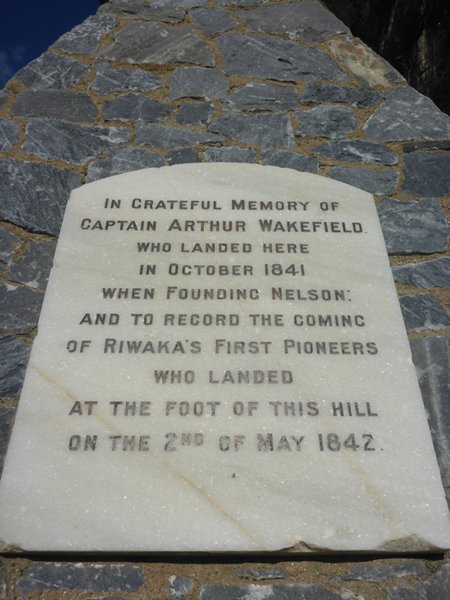 In Grateful Memory of
Captain Arthur Wakefield.
who landed here
in October 1841
when Founding Nelson;
and to record the coming
of Riwaka's First Pioneers
who landed
at the foot of this hill
on the 2nd of May 1842.